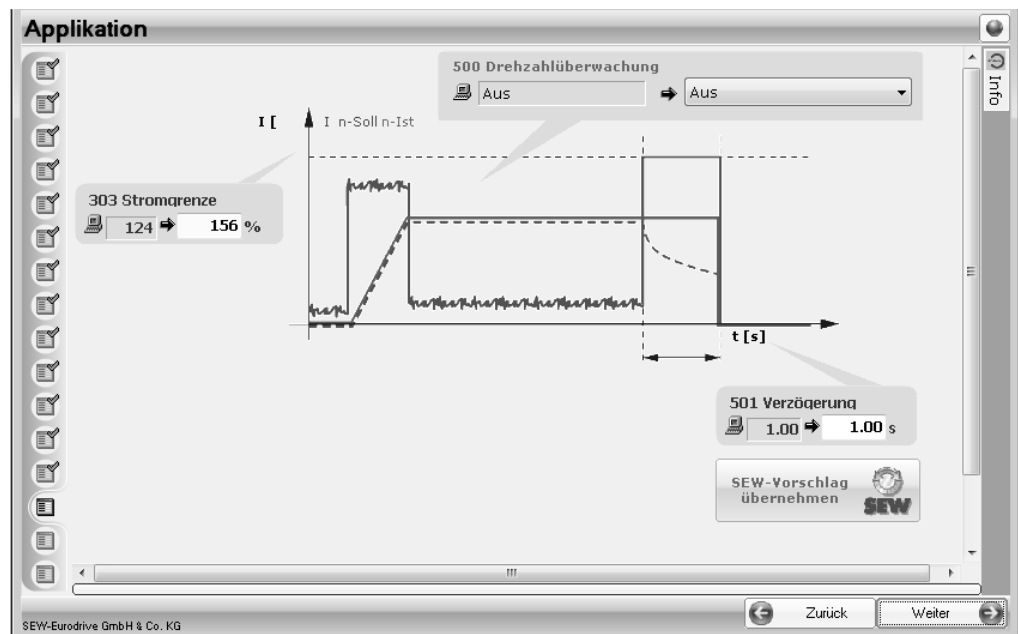 Applikation
Info
500 Drehzahlüberwachung
Aus
Aus
I [
I n-Soll n-Ist
303 Stromgrenze
124
156 %
t [s]
501 Verzögerung
1.00
1.00 s
SEW-Vorschlag
übernehmen
SEW
SEW-Eurodrive GmbH & Co. KG
Zurück
Weiter